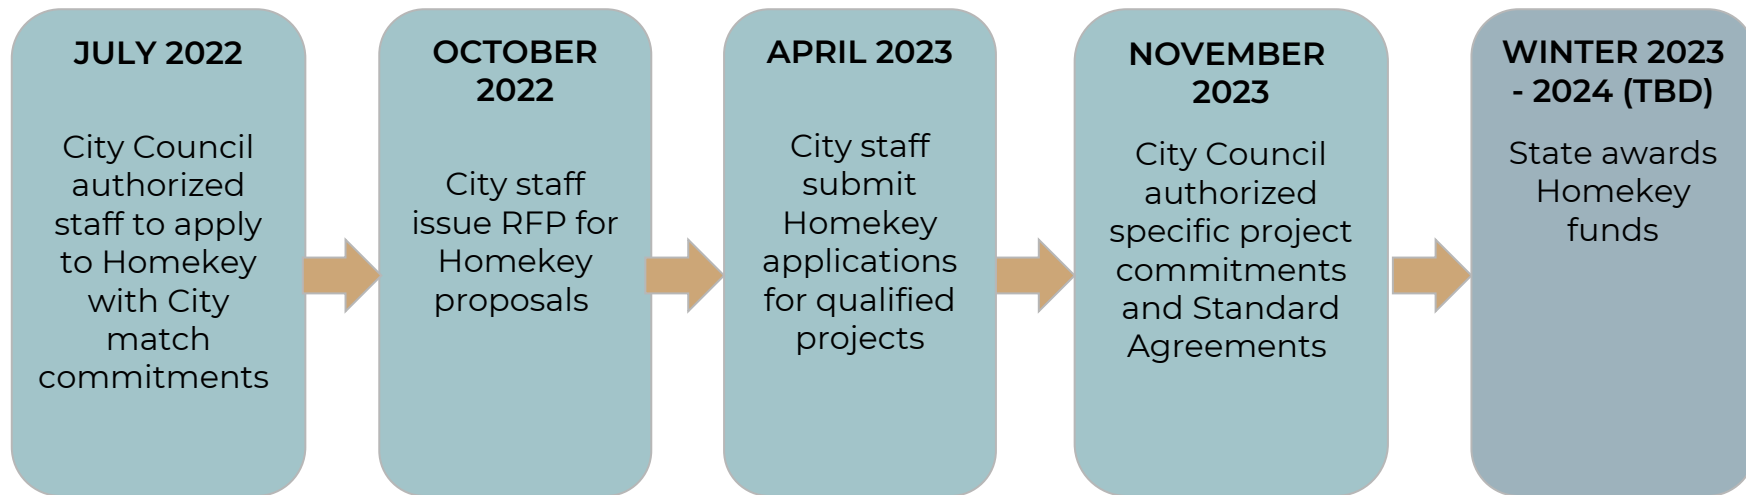 JULY 2022
City Council
authorized
staff to apply
to Homekey
with City
match
commitments
OCTOBER
2022
City staff
issue RFP for
Homekey
proposals
APRIL 2023
City staff
submit
Homekey
applications
for qualified
projects
NOVEMBER
2023
City Council
authorized
specific project
commitments
and Standard
Agreements
WINTER 2023
- 2024 (TBD)
State awards
Homekey
funds